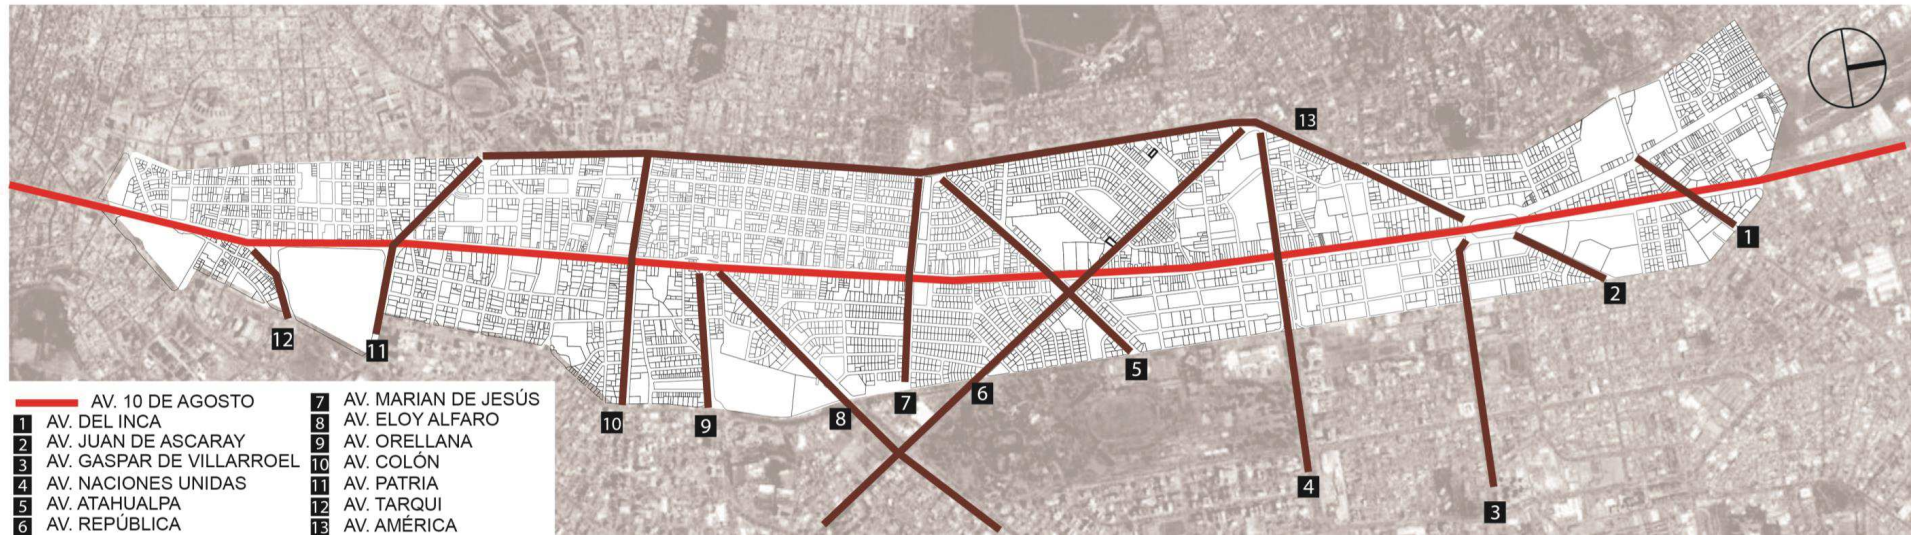 13
1
2
12
11
5
6
7
8
10
9
4
3
AV. 10 DE AGOSTO
1 AV. DEL INCA
2 AV. JUAN DE ASCARAY
3 AV. GASPAR DE VILLARROEL
4 AV. NACIONES UNIDAS
5 AV. ATAHUALPA
6 AV. REPÚBLICA
7 AV. MARIAN DE JESÚS
8 AV. ELOY ALFARO
9 AV. ORELLANA
10 AV. COLÓN
11 AV. PATRIA
12 AV. TARQUI
13 AV. AMÉRICA